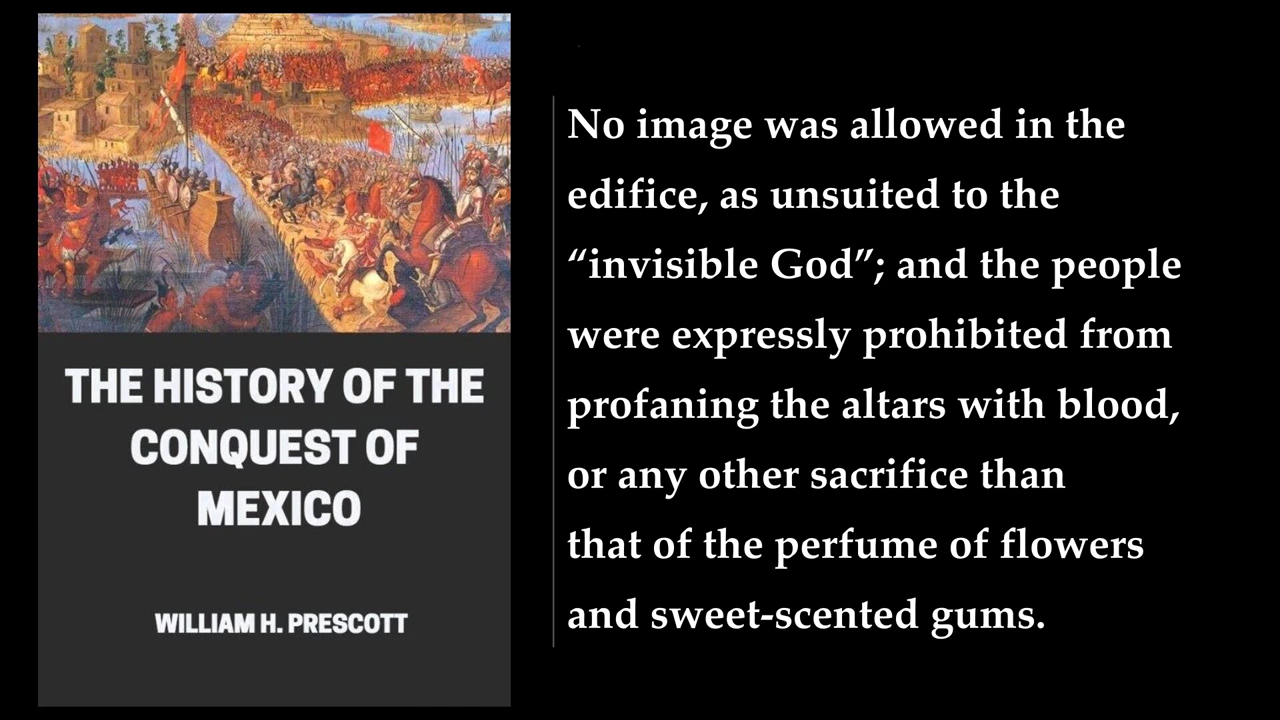 THE HISTORY OF THE
CONQUEST OF
MEXICO
WILLIAM H. PRESCOTT
No image was allowed in the
edifice, as unsuited to the
“invisible God”; and the people
were expressly prohibited from
profaning the altars with blood,
or any other sacrifice than
that of the perfume of flowers
and sweet-scented gums.